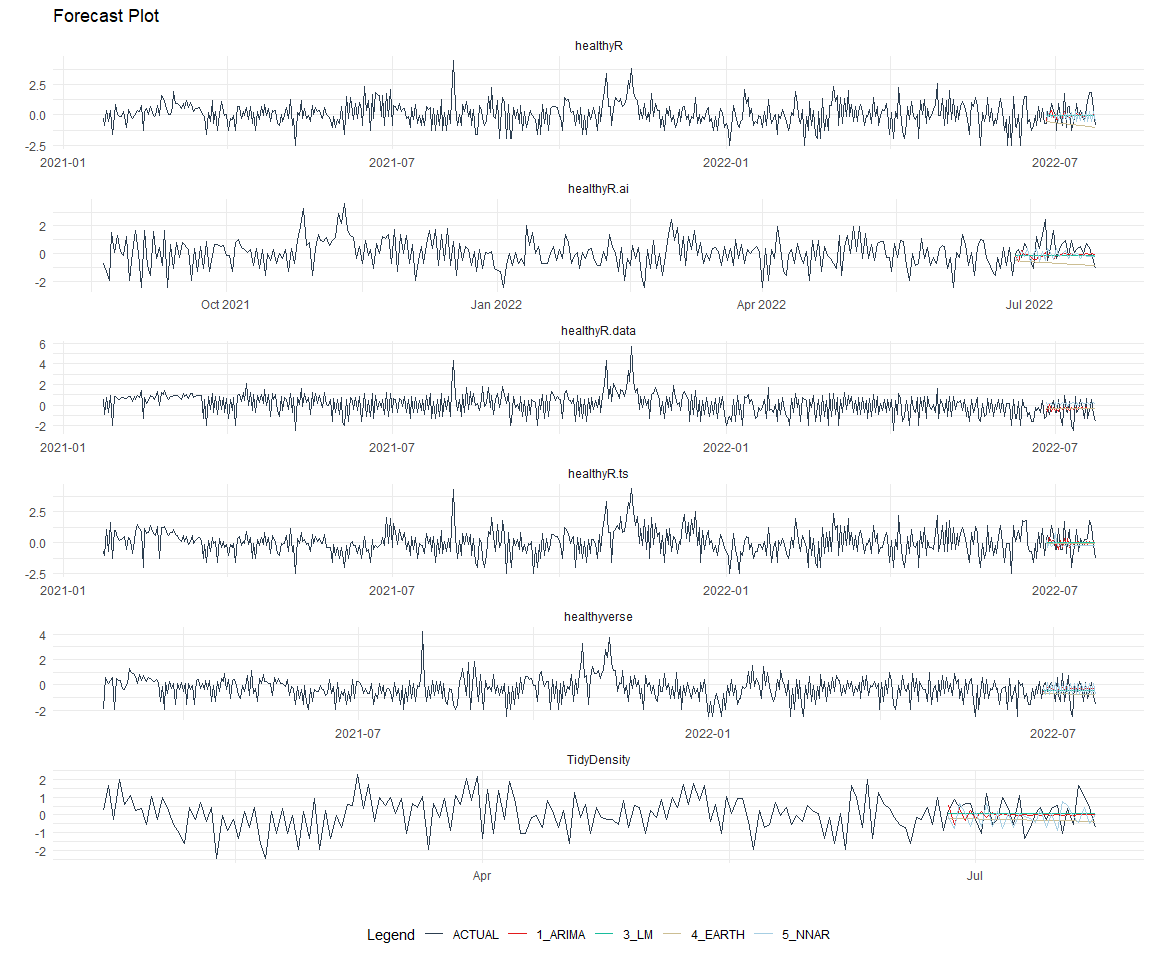 Forecast Plot
healthyR
2.5
0.0
-2.5
2021-01 2021-07 2022-01 2022-07
healthyR.ai
2
0
-2
Oct 2021 Jan 2022 Apr 2022 Jul 2022
healthyR.data
6
4
2
0
-2
2021-01 2021-07 2022-01 2022-07
healthyR.ts
2.5
0.0
-2.5
2021-01 2021-07 2022-01 2022-07
healthyverse
4
2
0
-2
2021-07 2022-01 2022-07
TidyDensity
2
1
0
-1
-2
Apr Jul
Legend ACTUAL 1_ARIMA 3_LM 4_EARTH 5_NNAR